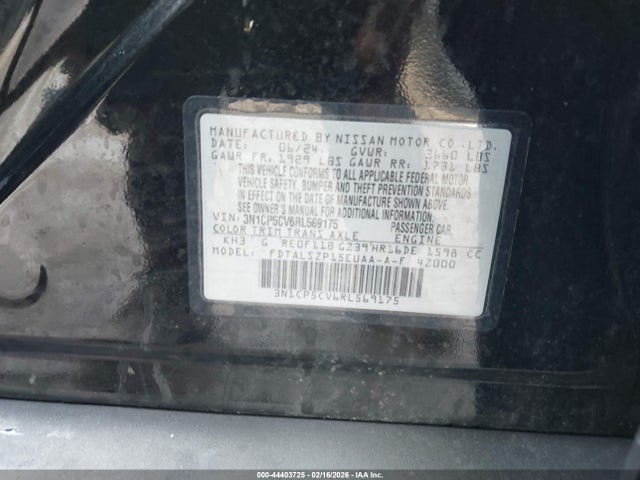 MANUFACTURED BY NISSAN MOTOR CO.,LTD.
DATE: 06/24 GVWR: 3660 LBS
GAWR FR: 1929 LBS GAWR RR: 1731 LBS
THIS VEHICLE CONFORMS TO ALL APPLICABLE FEDERAL MOTOR
VEHICLE SAFETY, BUMPER AND THEFT PREVENTION STANDARDS
IN EFFECT ON THE DATE OF MANUFACTURE SHOWN ABOVE.
*SEE OWNER'S MANUAL FOR ADDITIONAL INFORMATION.
VIN: 3N1CP5CV6RL569175 PASSENGER CAR
COLOR TRIM TRANS AXLE ENGINE
KH3 G RE0F11B GZ39 HR16DE 1598 CC
MODEL: FDTALSZP15EUAA-A-F 42000
3N1CP5CV6RL569175
000-44403725 - 02/16/2026 - IAA Inc.